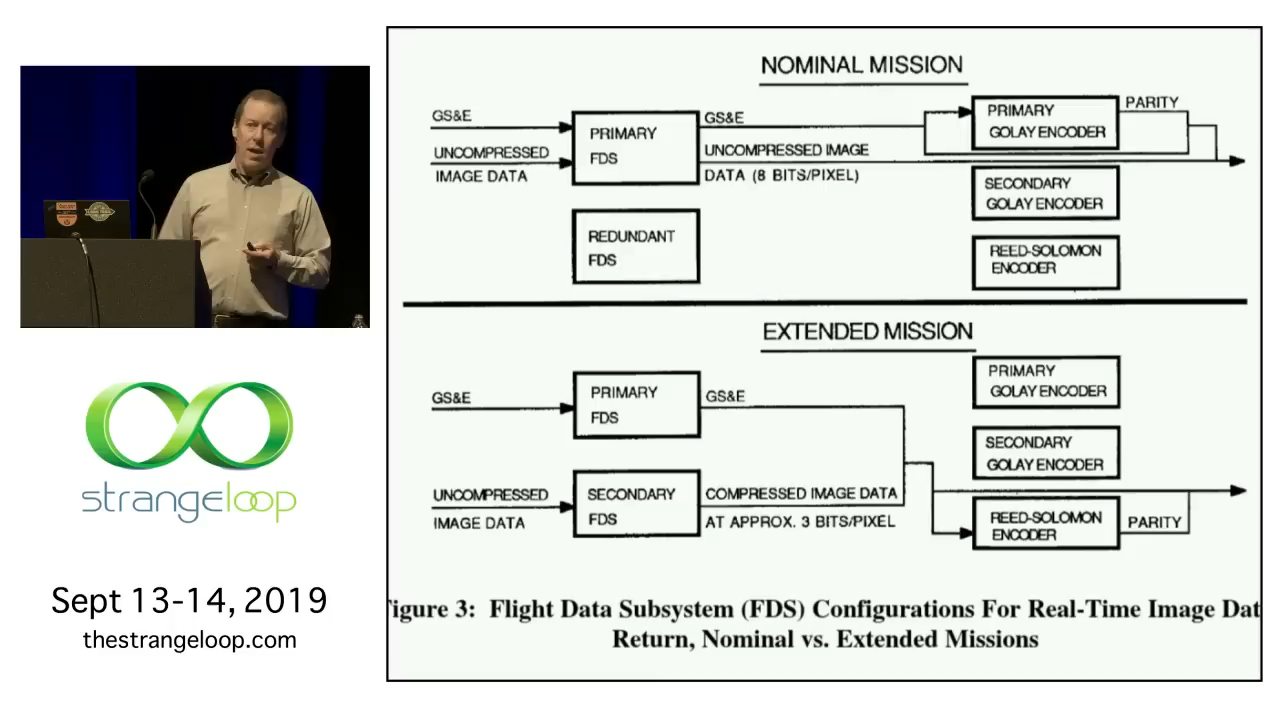 strangeloop
Sept 13-14, 2019
thestrangeloop.com
NOMINAL MISSION
GS&E
UNCOMPRESSED
IMAGE DATA
PRIMARY
FDS
GS&E
UNCOMPRESSED IMAGE
DATA (8 BITS/PIXEL)
PRIMARY
GOLAY ENCODER
PARITY
SECONDARY
GOLAY ENCODER
REDUNDANT
FDS
REED-SOLOMON
ENCODER
EXTENDED MISSION
GS&E
PRIMARY
FDS
GS&E
PRIMARY
GOLAY ENCODER
SECONDARY
GOLAY ENCODER
UNCOMPRESSED
IMAGE DATA
SECONDARY
FDS
COMPRESSED IMAGE DATA
AT APPROX. 3 BITS/PIXEL
REED-SOLOMON
ENCODER
PARITY
igure 3: Flight Data Subsystem (FDS) Configurations For Real-Time Image Dat
Return, Nominal vs. Extended Missions